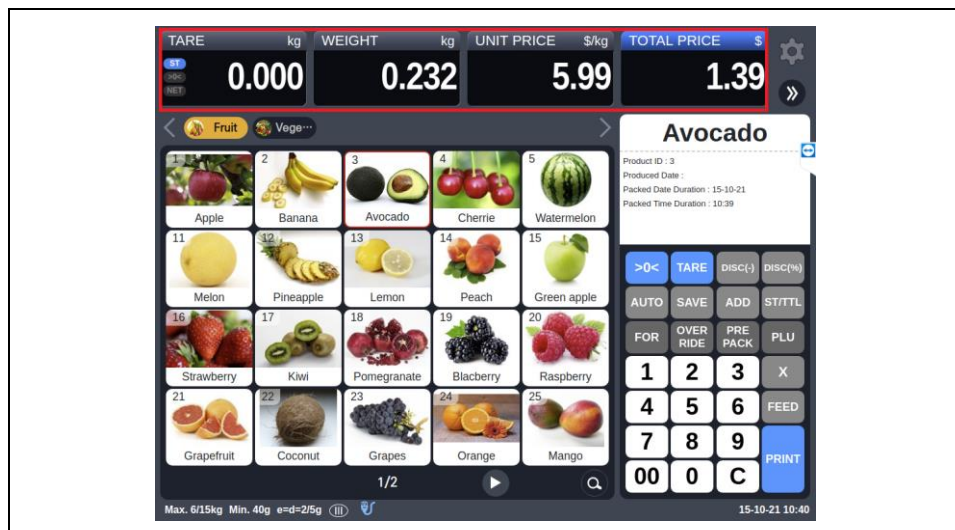 TARE kg WEIGHT kg UNIT PRICE $/kg TOTAL PRICE $
ST
>0<
NET
0.000 0.232 5.99 1.39
Fruit Vege···
Avocado
Product ID : 3
Produced Date :
Packed Date Duration : 15-10-21
Packed Time Duration : 10:39
1 2 3 4 5
Apple Banana Avocado Cherrie Watermelon
11 12 13 14 15
Melon Pineapple Lemon Peach Green apple
16 17 18 19 20
Strawberry Kiwi Pomegranate Blacberry Raspberry
21 22 23 24 25
Grapefruit Coconut Grapes Orange Mango
1/2
>0< TARE DISC(-) DISC(%)
AUTO SAVE ADD ST/TTL
FOR OVER RIDE PRE PACK PLU
1 2 3 X
4 5 6 FEED
7 8 9 PRINT
00 0 C
Max. 6/15kg Min. 40g e=d=2/5g III 15-10-21 10:40